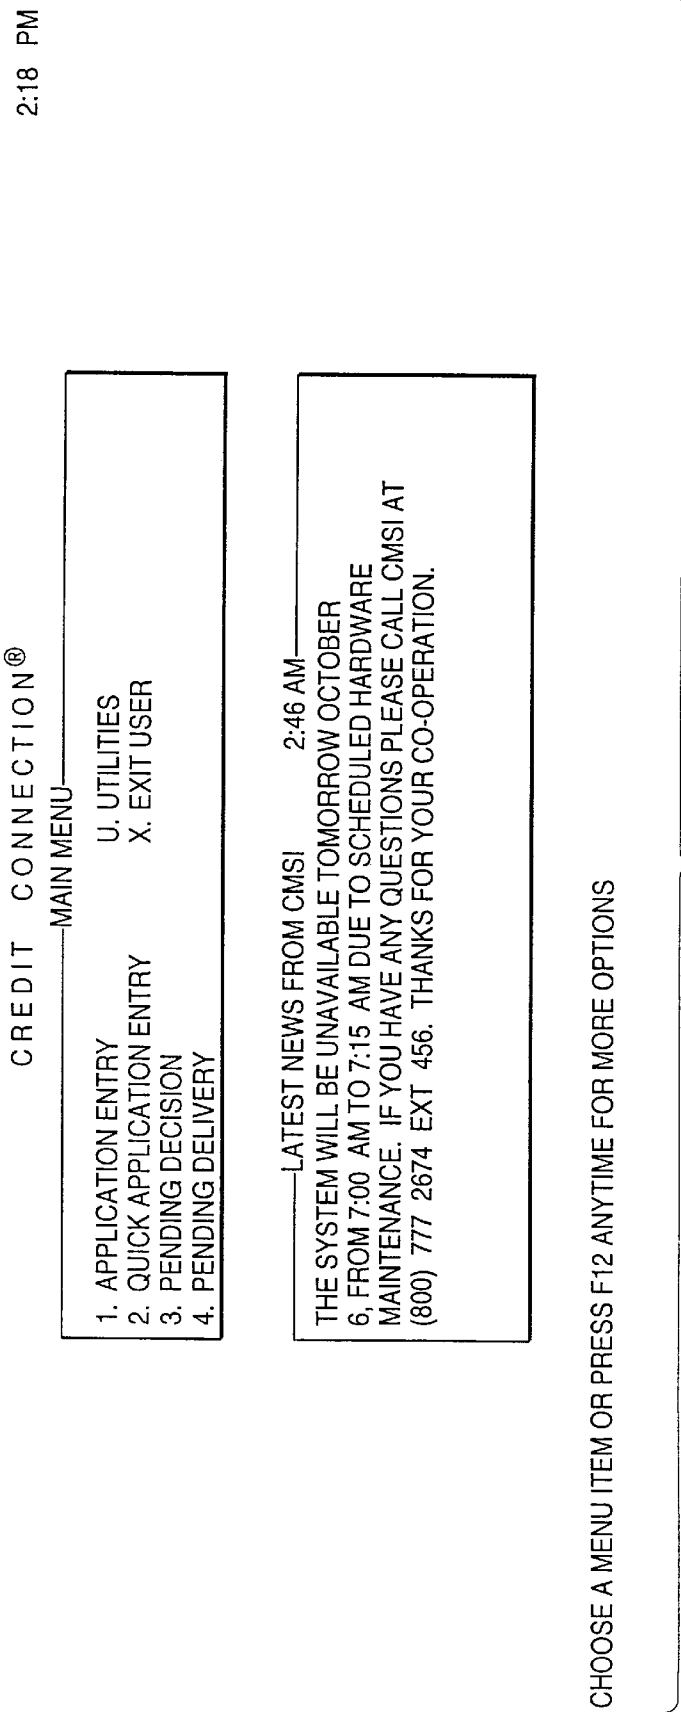 2:18 PM
CREDIT CONNECTION®
MAIN MENU
1. APPLICATION ENTRY U. UTILITIES
2. QUICK APPLICATION ENTRY X. EXIT USER
3. PENDING DECISION
4. PENDING DELIVERY
LATEST NEWS FROM CMSI 2:46 AM
THE SYSTEM WILL BE UNAVAILABLE TOMORROW OCTOBER
6, FROM 7:00 AM TO 7:15 AM DUE TO SCHEDULED HARDWARE
MAINTENANCE. IF YOU HAVE ANY QUESTIONS PLEASE CALL CMSI AT
(800) 777 2674 EXT 456. THANKS FOR YOUR CO-OPERATION.
CHOOSE A MENU ITEM OR PRESS F12 ANYTIME FOR MORE OPTIONS